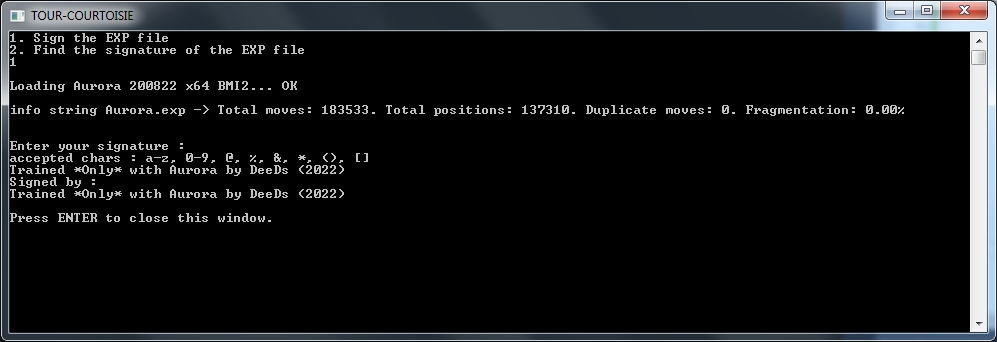 TOUR-COURTOISIE
1. Sign the EXP file
2. Find the signature of the EXP file
1
Loading Aurora 200822 x64 BMI2... OK
info string Aurora.exp -> Total moves: 183533. Total positions: 137310. Duplicate moves: 0. Fragmentation: 0.00%
Enter your signature :
accepted chars : a-z, 0-9, @, %, &, *, (), []
Trained *Only* with Aurora by DeeDs (2022)
Signed by :
Trained *Only* with Aurora by DeeDs (2022)
Press ENTER to close this window.